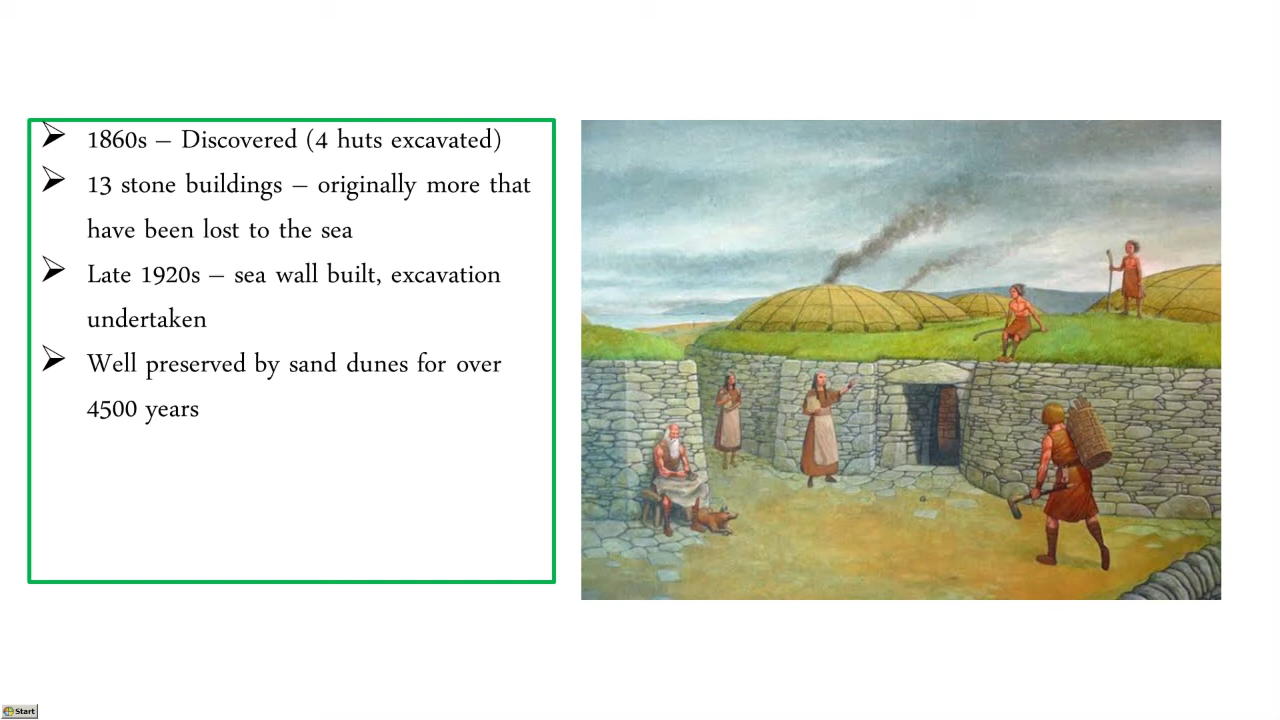 ➢ 1860s – Discovered (4 huts excavated)
➢ 13 stone buildings – originally more that
have been lost to the sea
➢ Late 1920s – sea wall built, excavation
undertaken
➢ Well preserved by sand dunes for over
4500 years
Start